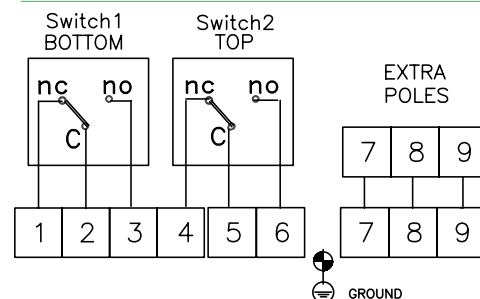 Switch1
BOTTOM
Switch2
TOP
EXTRA
POLES
nc no
C
nc no
C
7 8 9
1 2 3 4 5 6
7 8 9
GROUND